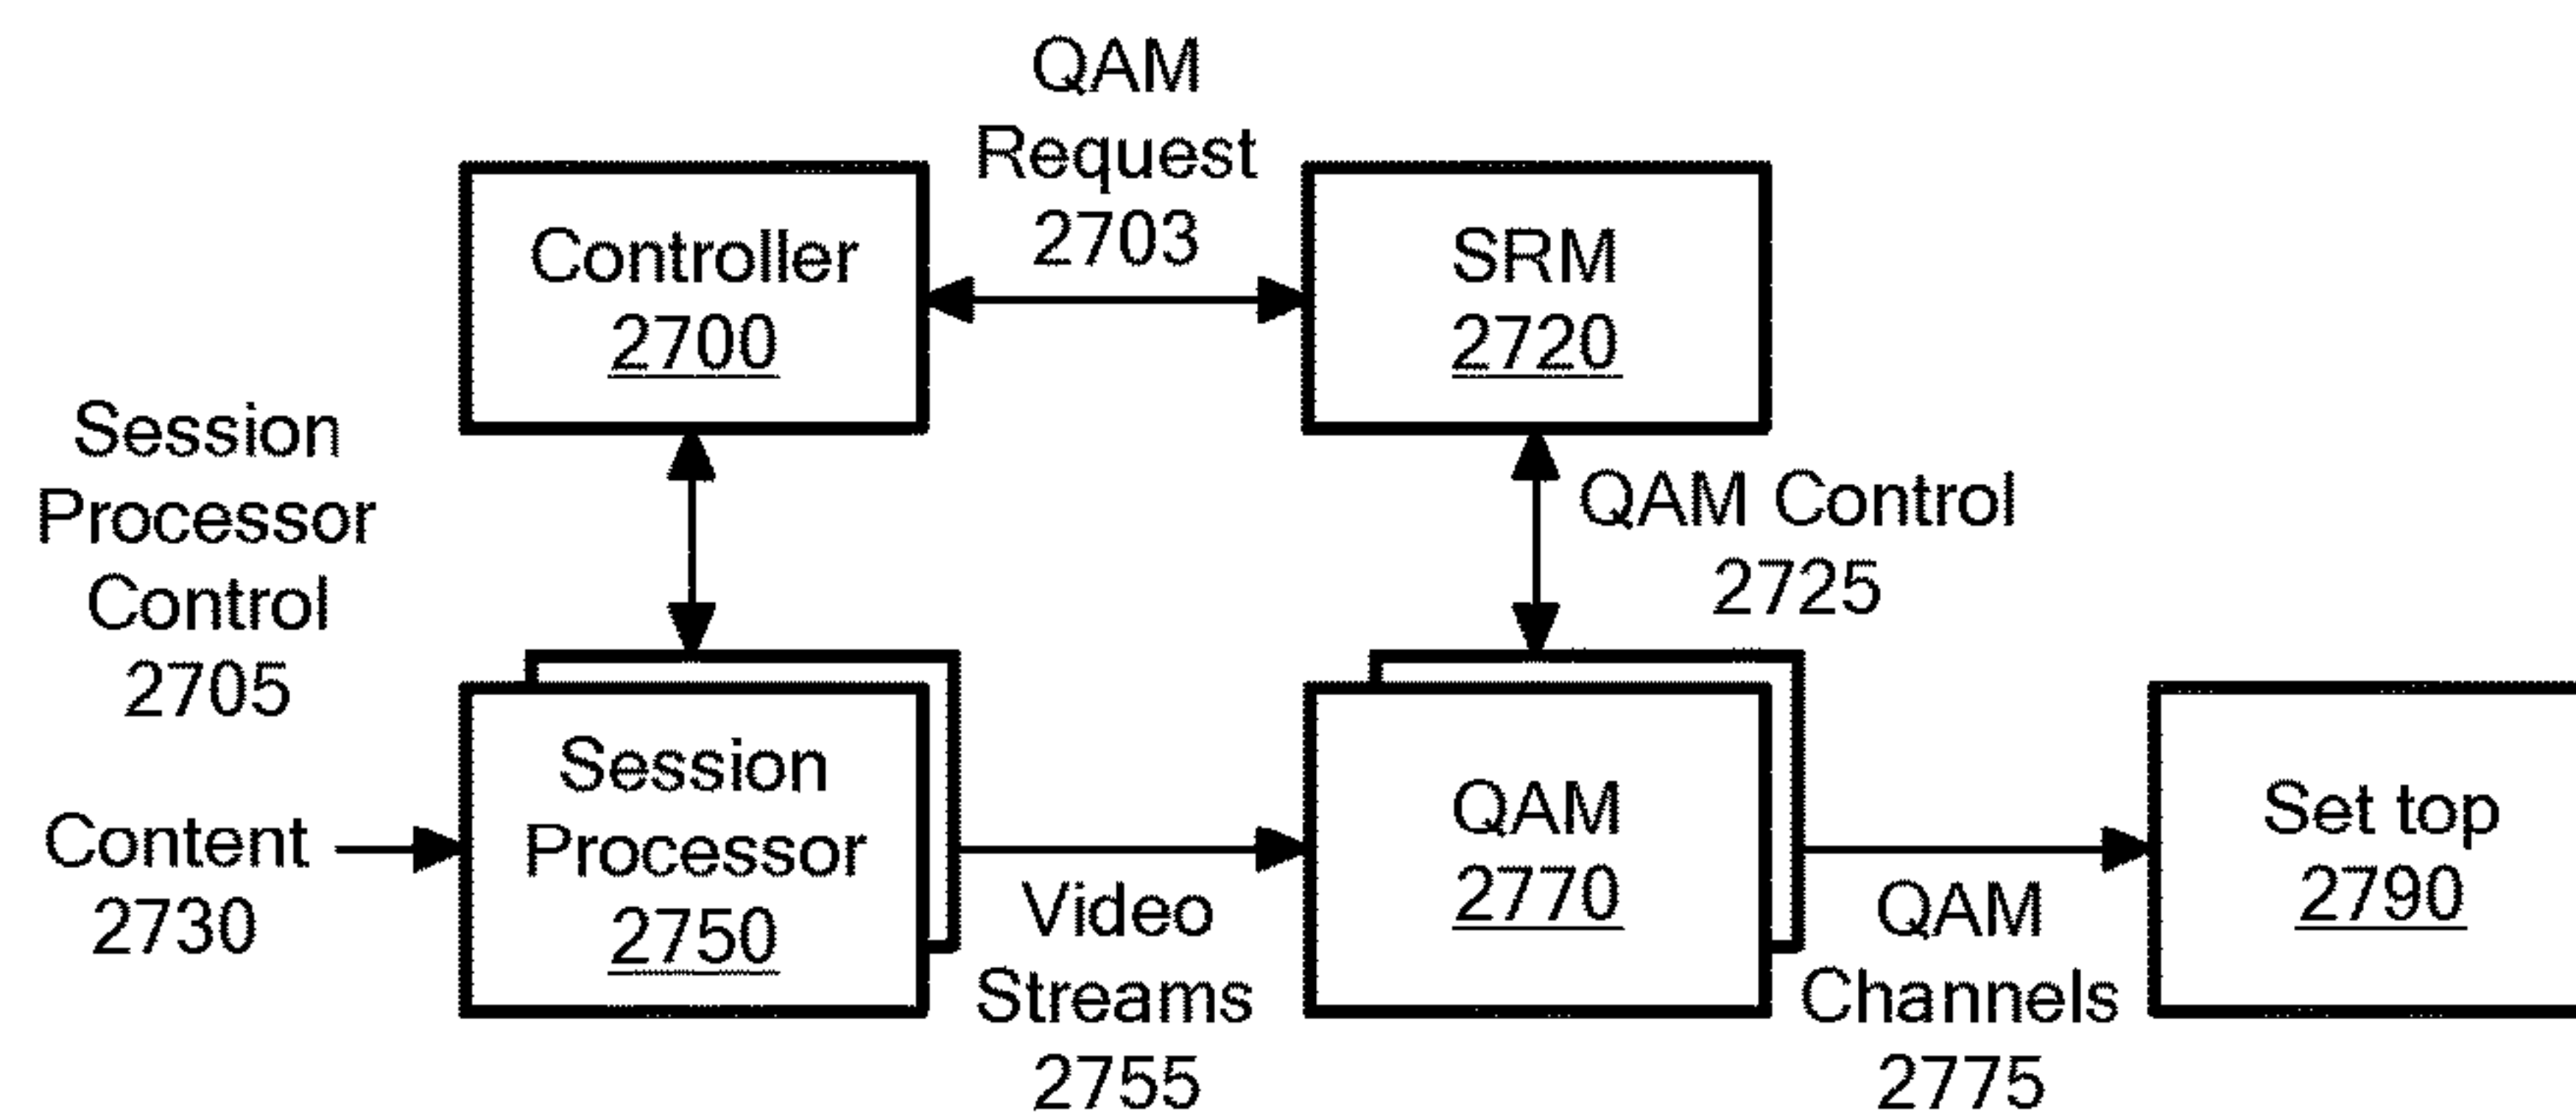 QAM
Request
2703
Controller
2700
SRM
2720
Session
Processor
Control
2705
QAM Control
2725
Content
2730
Session
Processor
2750
Video
Streams
2755
QAM
2770
QAM
Channels
2775
Set top
2790